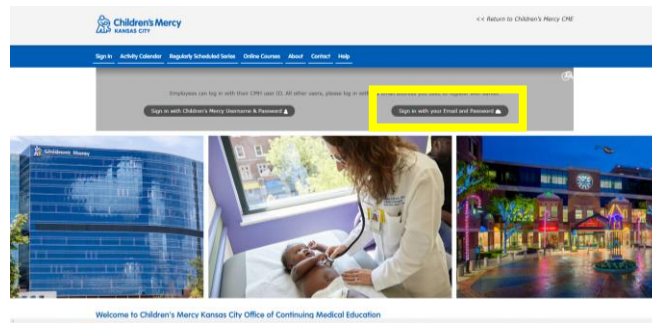 Children's Mercy
KANSAS CITY
<< Return to Children's Mercy CME
Sign In Activity Calendar Regularly Scheduled Series Online Courses About Contact Help
Employees can log in with their CMH user ID. All other users, please log in with
Sign in with Children's Mercy Username & Password
Sign in with your Email and Password
Children's Mercy
Welcome to Children's Mercy Kansas City Office of Continuing Medical Education